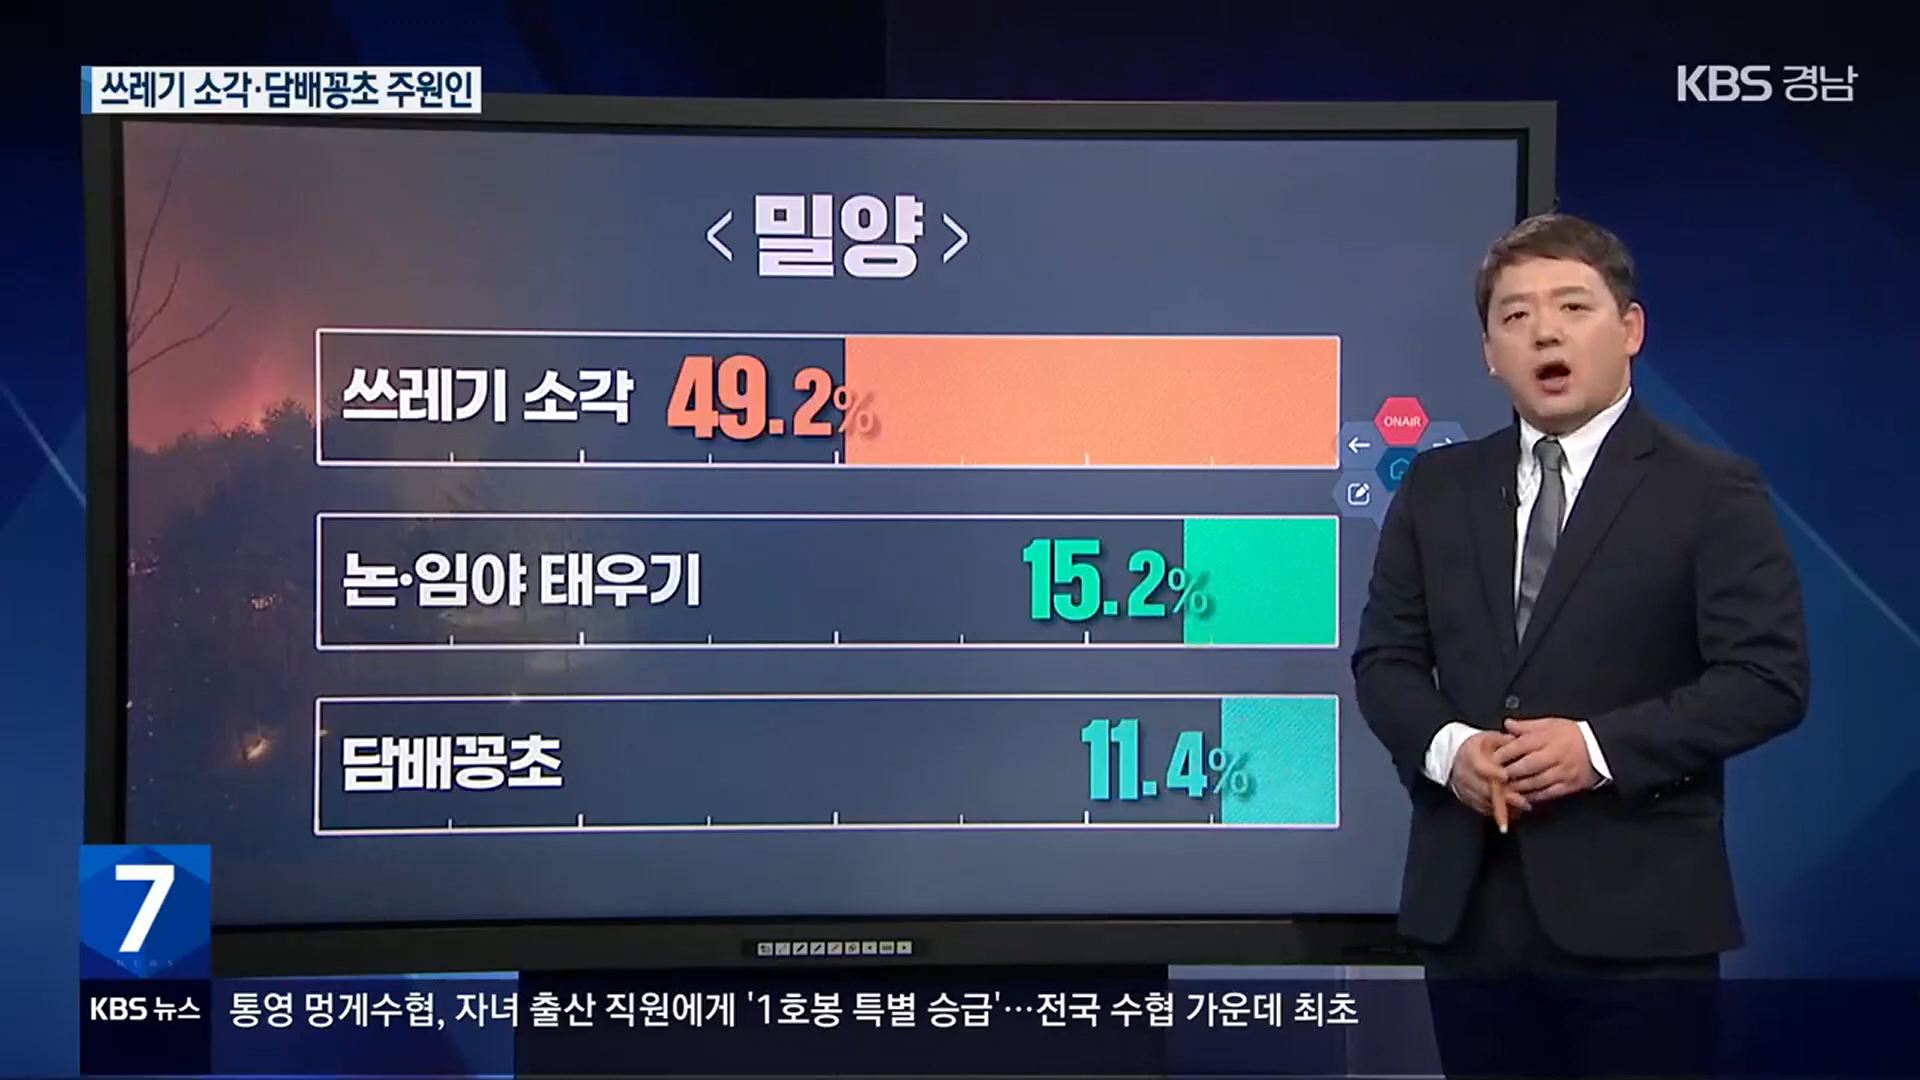 쓰레기 소각·담배꽁초 주원인
KBS 경남
<밀양>
쓰레기 소각 49.2%
ONAIR
논·임야 태우기 15.2%
담배꽁초 11.4%
7
NEWS
KBS 뉴스
통영 멍게수협, 자녀 출산 직원에게 '1호봉 특별 승급'…전국 수협 가운데 최초